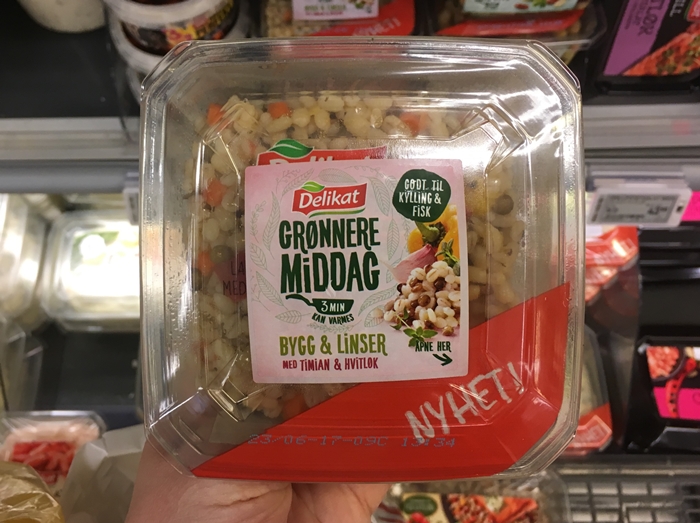 Delikat
GODT TIL
KYLLING &
FISK
Delikat
GRØNNERE
MIDDAG
3 MIN
KAN VARMES
BYGG & LINSER
MED TIMIAN & HVITLØK
ÅPNE HER
NYHET!
23/06-17-09C 13:34